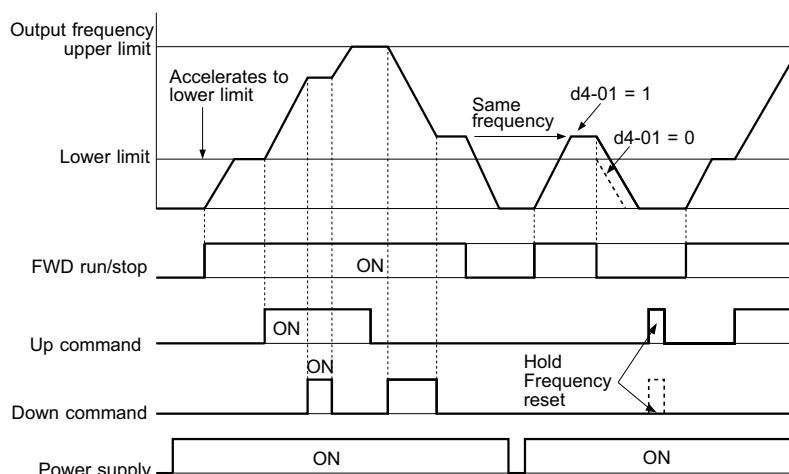 Output frequency
upper limit
Accelerates to
lower limit
d4-01 = 1
Same
frequency
d4-01 = 0
Lower limit
FWD run/stop
ON
ON
Up command
ON
Hold
Frequency
reset
Down command
Power supply
ON
ON